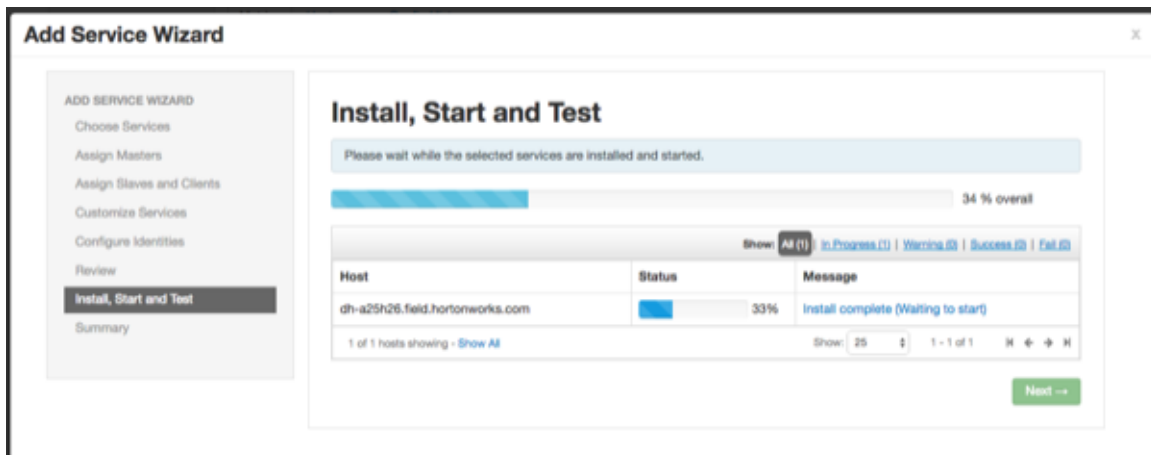 Add Service Wizard
X
ADD SERVICE WIZARD
Choose Services
Assign Masters
Assign Slaves and Clients
Customize Services
Configure Identities
Review
Install, Start and Test
Summary
Install, Start and Test
Please wait while the selected services are installed and started.
34 % overall
Show: All (1) | In Progress (1) | Warning (0) | Success (0) | Fail (0)
Host Status Message
dh-a25h26.field.hortonworks.com 33% Install complete (Waiting to start)
1 of 1 hosts showing - Show All Show: 25 1 - 1 of 1
Next →